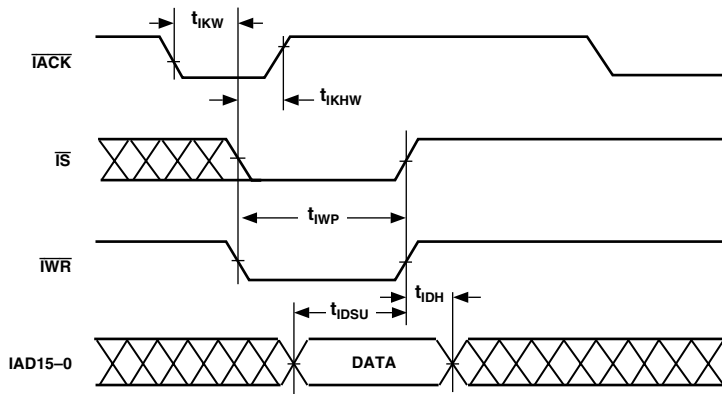 tIKW
IACK
tIKHW
IS
tIWP
IWR
tIDH
tIDSU
IAD15–0
DATA